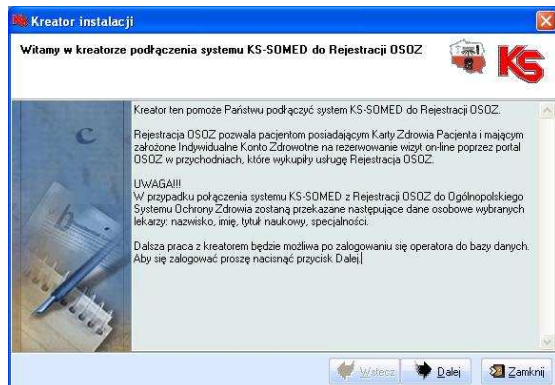 Kreator instalacji
Witamy w kreatorze podłączenia systemu KS-SOMED do Rejestracji OSOZ
KS
Kreator ten pomoże Państwu podłączyć system KS-SOMED do Rejestracji OSOZ.
Rejestracja OSOZ pozwala pacjentom posiadającym Karty Zdrowia Pacjenta i mającym
założone Indywidualne Konto Zdrowotne na rezerwowanie wizyt on-line poprzez portal
OSOZ w przychodniach, które wykupiły usługę Rejestracja OSOZ.
UWAGA!!!
W przypadku połączenia systemu KS-SOMED z Rejestracji OSOZ do Ogólnopolskiego
Systemu Ochrony Zdrowia zostaną przekazane następujące dane osobowe wybranych
lekarzy: nazwisko, imię, tytuł naukowy, specjalności.
Dalsza praca z kreatorem będzie możliwa po zalogowaniu się operatora do bazy danych.
Aby się zalogować proszę nacisnąć przycisk Dalej.
Wstecz Dalej Zamknij